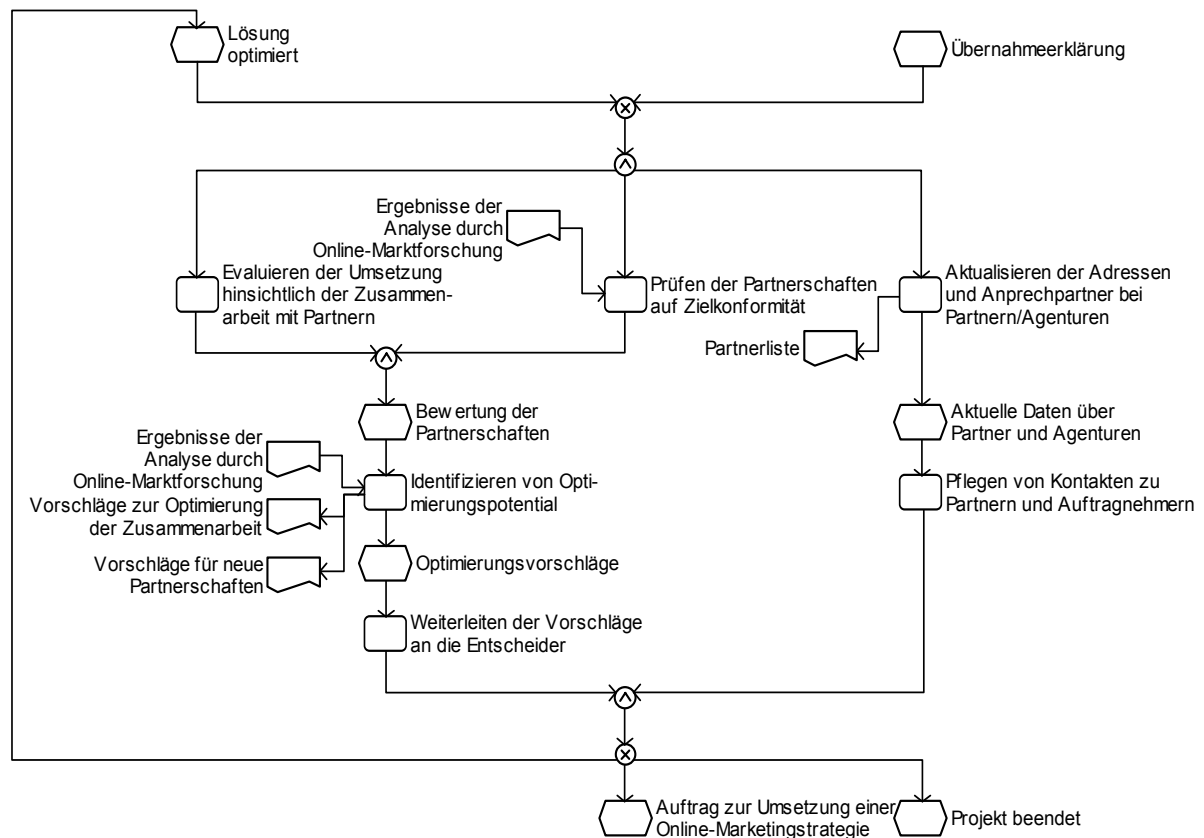 Lösung
optimiert
Übernahmeerklärung
Ergebnisse der
Analyse durch
Online-Marktforschung
Evaluieren der Umsetzung
hinsichtlich der Zusammen-
arbeit mit Partnern
Prüfen der Partnerschaften
auf Zielkonformität
Aktualisieren der Adressen
und Anprechpartner bei
Partnern/Agenturen
Partnerliste
Bewertung der
Partnerschaften
Aktuelle Daten über
Partner und Agenturen
Ergebnisse der
Analyse durch
Online-Marktforschung
Identifizieren von Opti-
mierungspotential
Pflegen von Kontakten zu
Partnern und Auftragnehmern
Vorschläge zur Optimierung
der Zusammenarbeit
Vorschläge für neue
Partnerschaften
Optimierungsvorschläge
Weiterleiten der Vorschläge
an die Entscheider
Auftrag zur Umsetzung einer
Online-Marketingstrategie
Projekt beendet